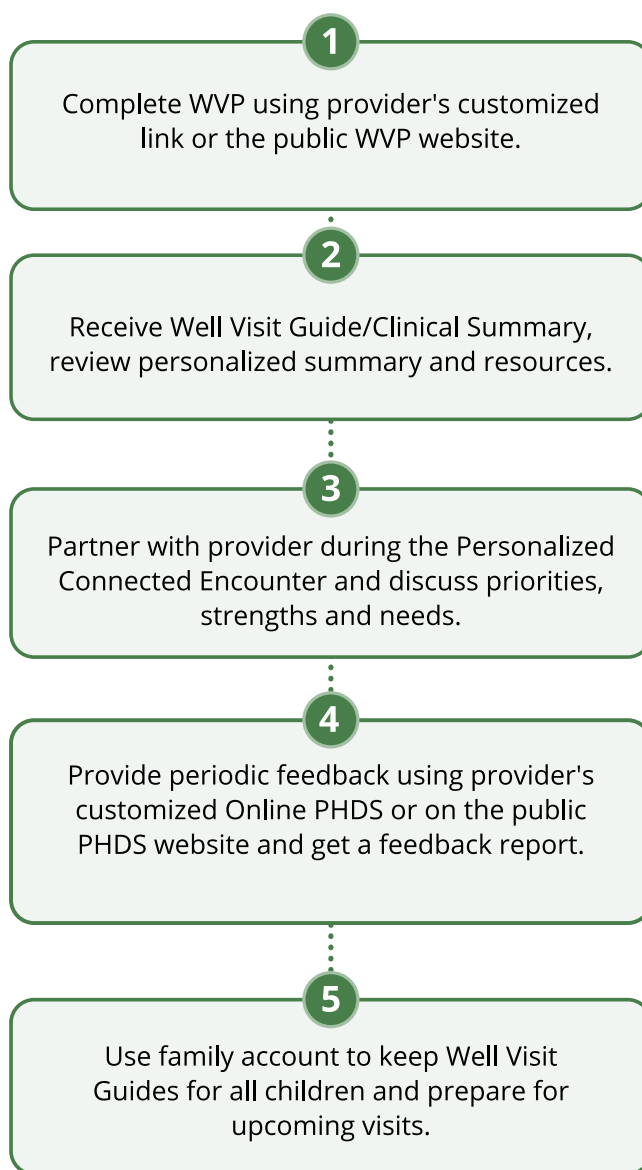 1
Complete WVP using provider's customized
link or the public WVP website.
2
Receive Well Visit Guide/Clinical Summary,
review personalized summary and resources.
3
Partner with provider during the Personalized
Connected Encounter and discuss priorities,
strengths and needs.
4
Provide periodic feedback using provider's
customized Online PHDS or on the public
PHDS website and get a feedback report.
5
Use family account to keep Well Visit
Guides for all children and prepare for
upcoming visits.